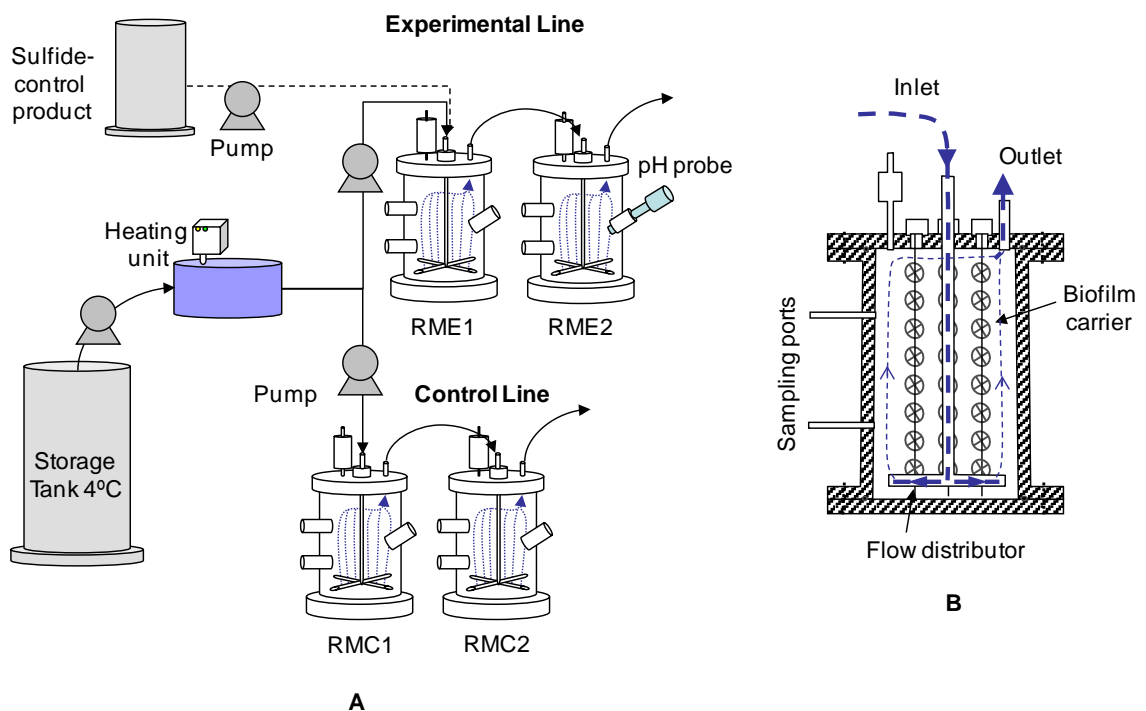 Experimental Line
Sulfide-
control
product
Pump
Inlet
Outlet
pH probe
Heating
unit
RME1
RME2
Biofilm
carrier
Sampling ports
Pump
Control Line
Storage
Tank 4ºC
Flow distributor
RMC1
RMC2
A
B